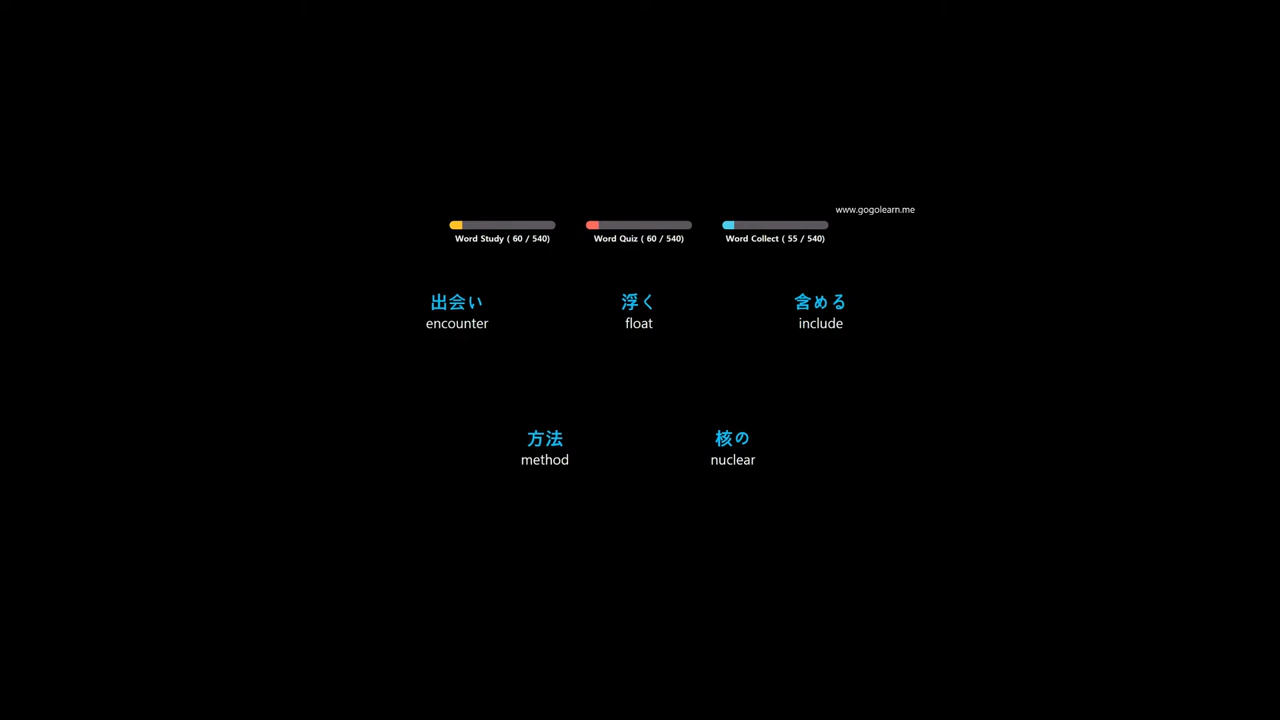 www.gogolearn.me
Word Study ( 60 / 540)
Word Quiz ( 60 / 540)
Word Collect ( 55 / 540)
出会い
encounter
浮く
float
含める
include
方法
method
核の
nuclear